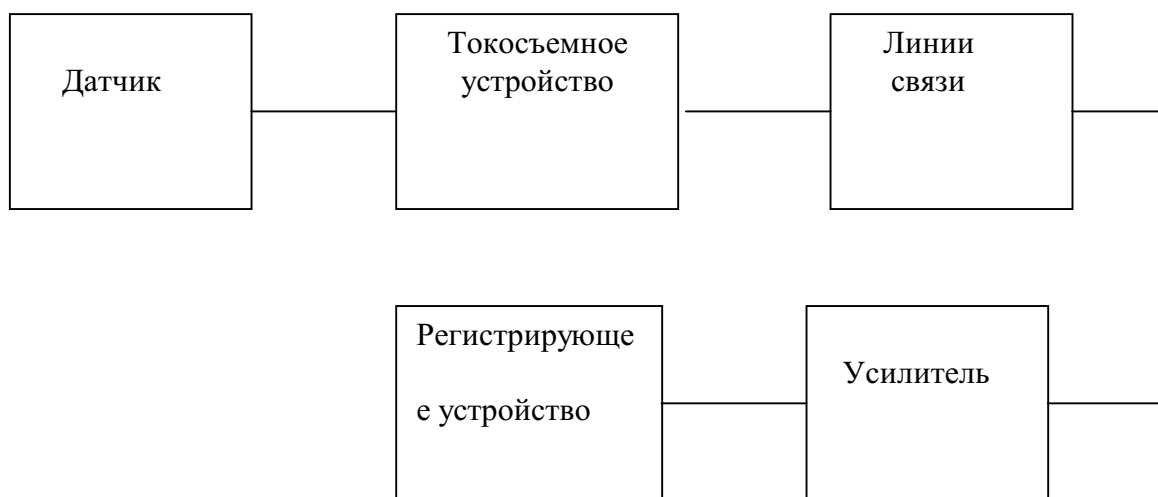 Датчик
Токосъемное
устройство
Линии
связи
Регистрирующе
е устройство
Усилитель